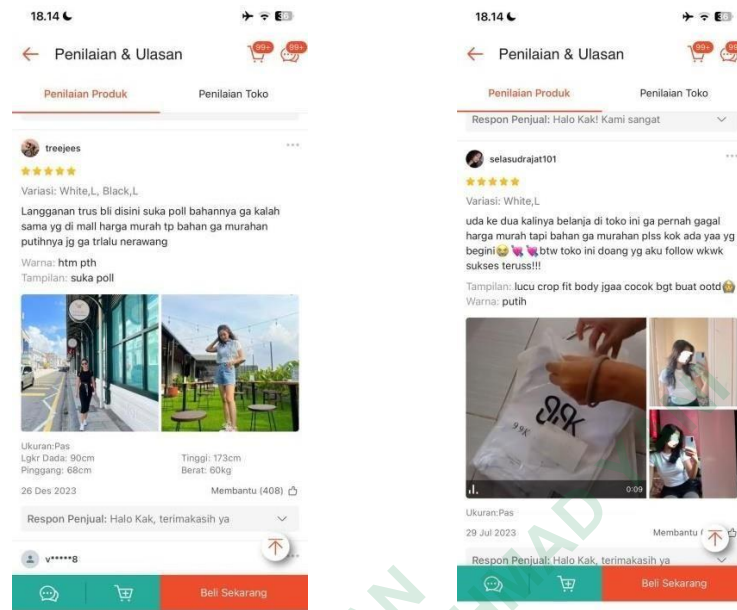 18.14
36
Penilaian & Ulasan
99+
99+
Penilaian Produk
Penilaian Toko
treejees
Variasi: White,L, Black,L
Langganan trus bli disini suka poll bahannya ga kalah
sama yg di mall harga murah tp bahan ga murahan
putihnya jg ga trlalu nerawang
Warna: htm pth
Tampilan: suka poll
Ukuran:Pas
Lgkr Dada: 90cm
Tinggi: 173cm
Pinggang: 68cm
Berat: 60kg
26 Des 2023
Membantu (408)
Respon Penjual: Halo Kak, terimakasih ya
v*****8
Beli Sekarang
18.14
36
Penilaian & Ulasan
99+
99+
Penilaian Produk
Penilaian Toko
Respon Penjual: Halo Kak! Kami sangat
selasudrajat101
Variasi: White,L
uda ke dua kalinya belanja di toko ini ga pernah gagal
harga murah tapi bahan ga murahan plss kok ada yaa yg
begini😭💘💘btw toko ini doang yg aku follow wkwk
sukses teruss!!!
Tampilan: lucu crop fit body jgaa cocok bgt buat ootd
Warna: putih
99K
99K
0:09
Ukuran:Pas
29 Jul 2023
Membantu (
Respon Penjual: Halo Kak, terimakasih ya
Beli Sekarang